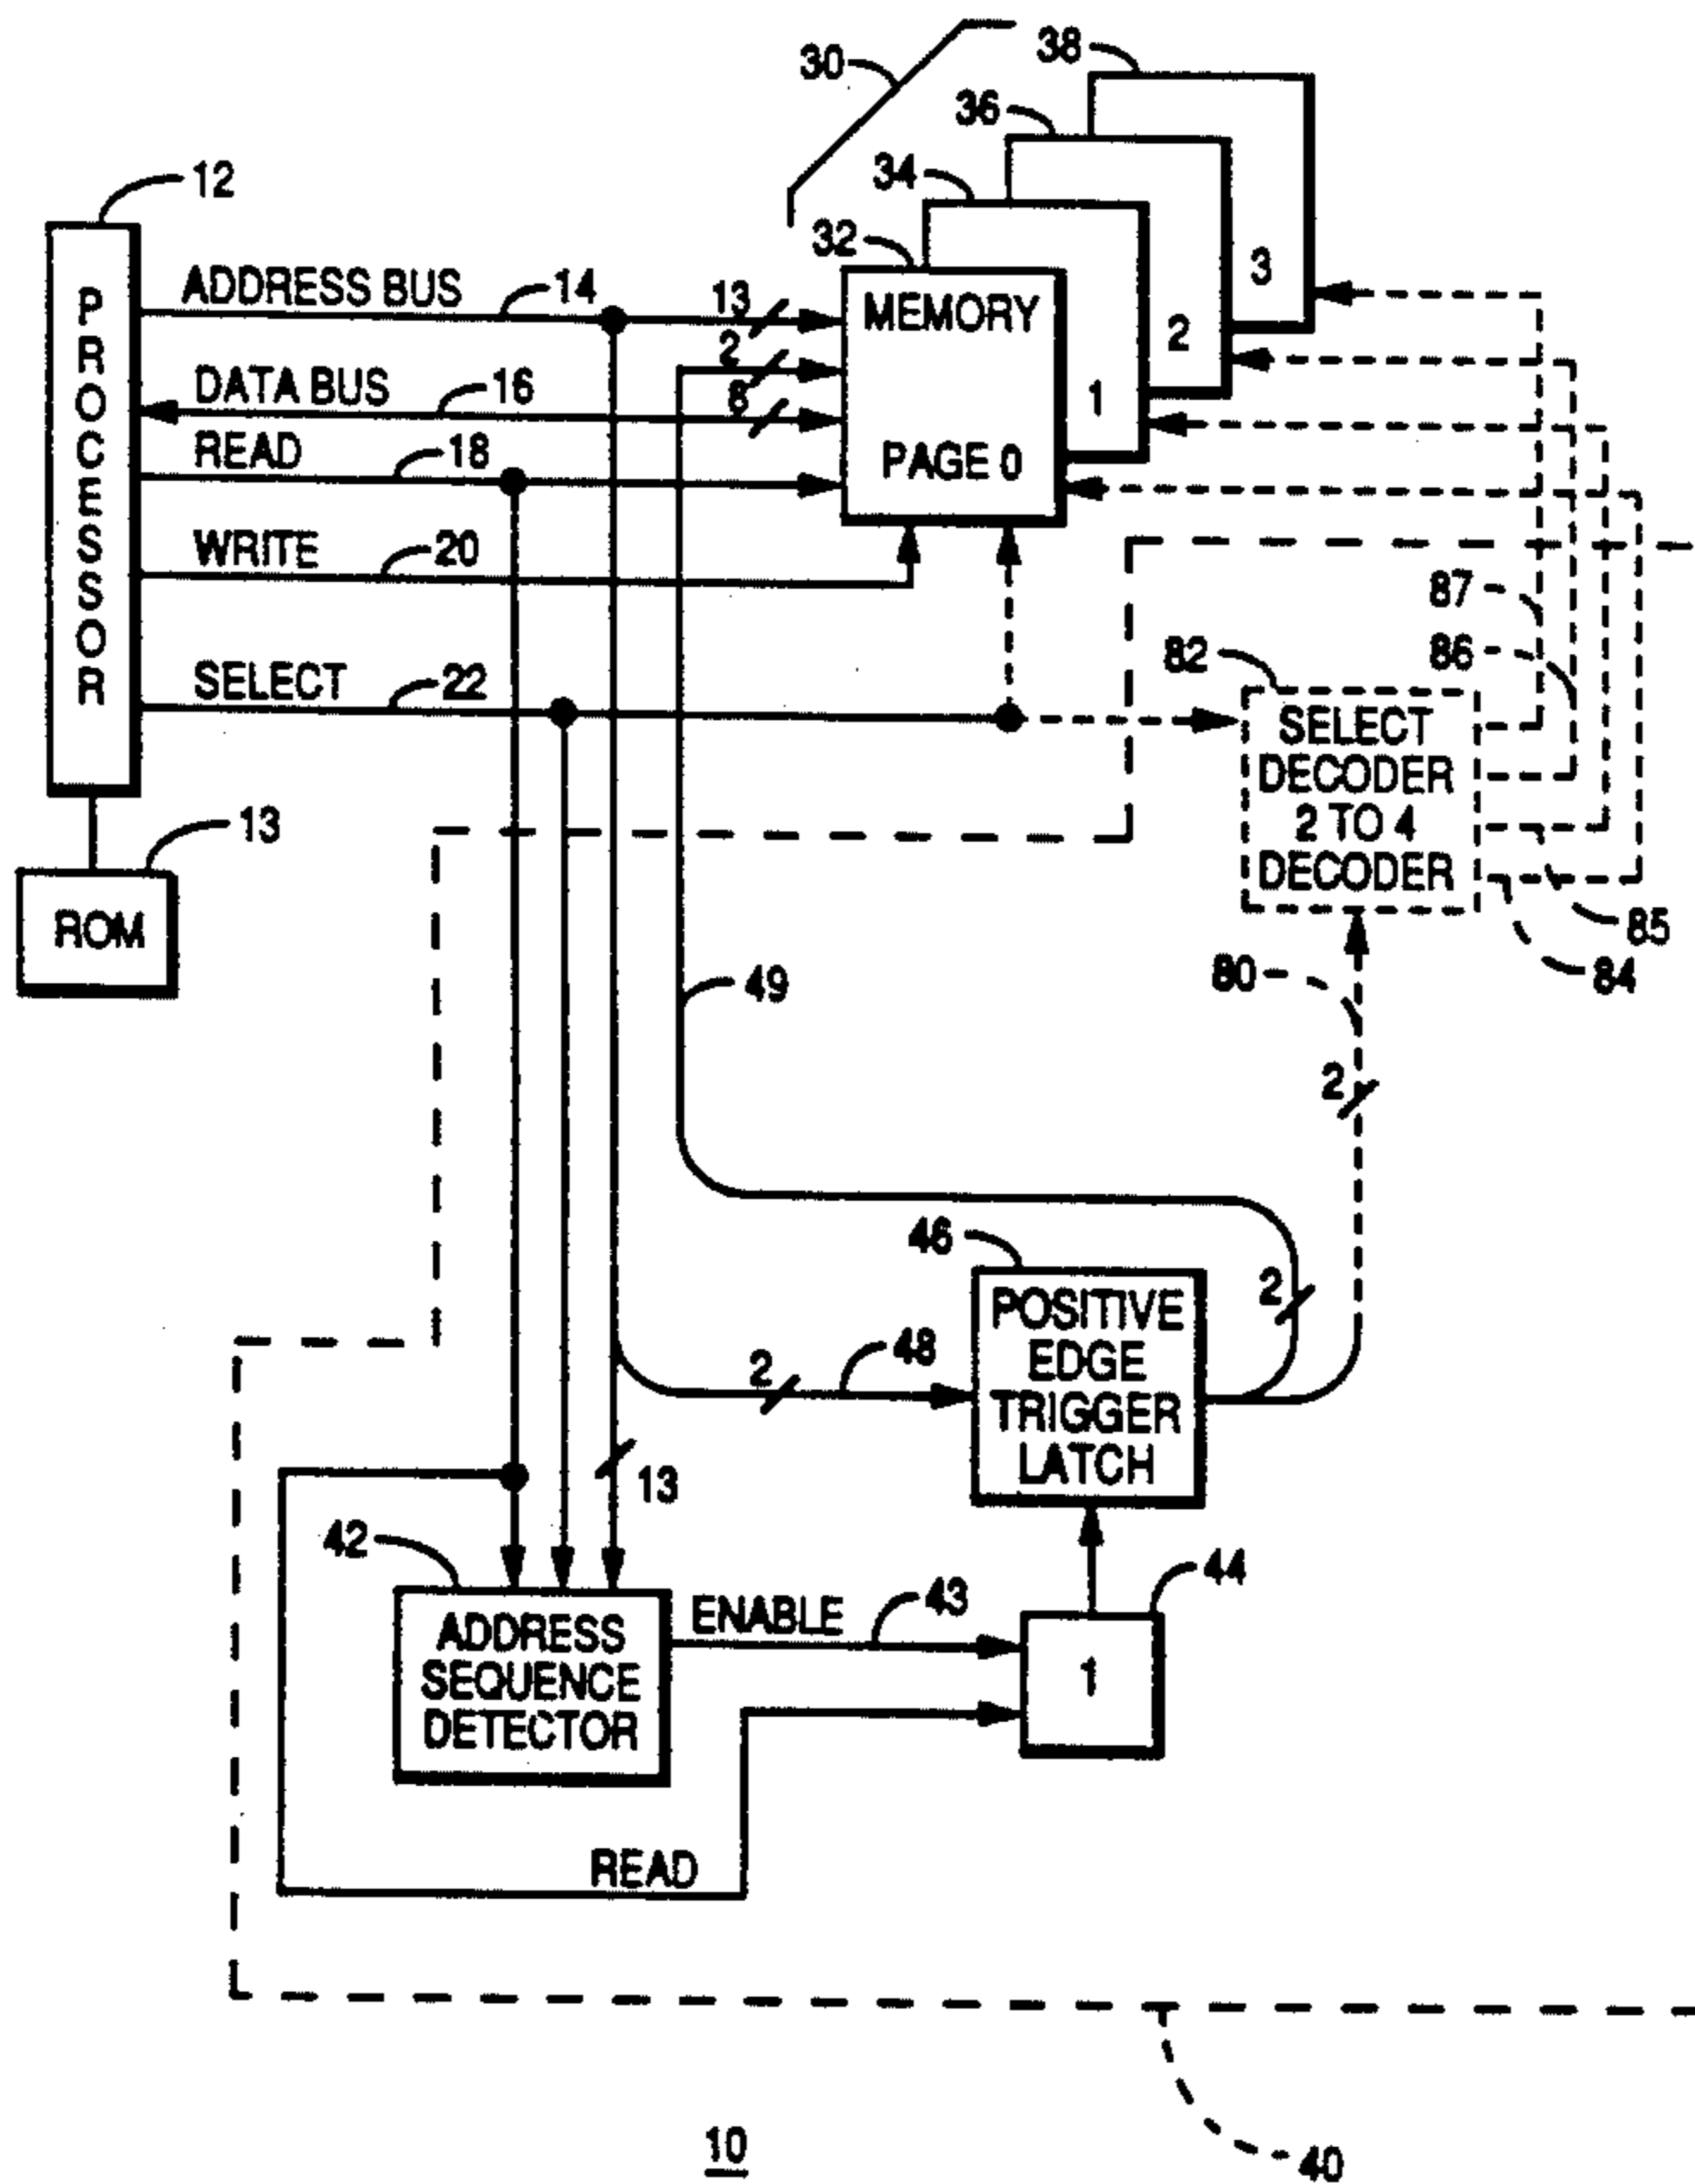 30
38
36
34
32
12
PROCESSOR
ADDRESS BUS
14
13
2
DATA BUS
16
8
READ
18
WRITE
20
SELECT
22
MEMORY
PAGE 0
1
2
3
87
86
82
SELECT
DECODER
2 TO 4
DECODER
85
84
80
2
13
ROM
49
46
POSITIVE
EDGE
TRIGGER
LATCH
2
2
48
13
42
ADDRESS
SEQUENCE
DETECTOR
ENABLE
43
44
1
READ
10
40